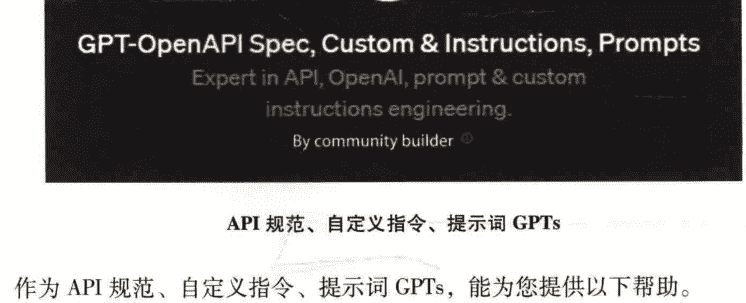 GPT-OpenAPI Spec, Custom & Instructions, Prompts
Expert in API, OpenAI, prompt & custom
instructions engineering.
By community builder
API 规范、自定义指令、提示词 GPTs
作为 API 规范、自定义指令、提示词 GPTs，能为您提供以下帮助。